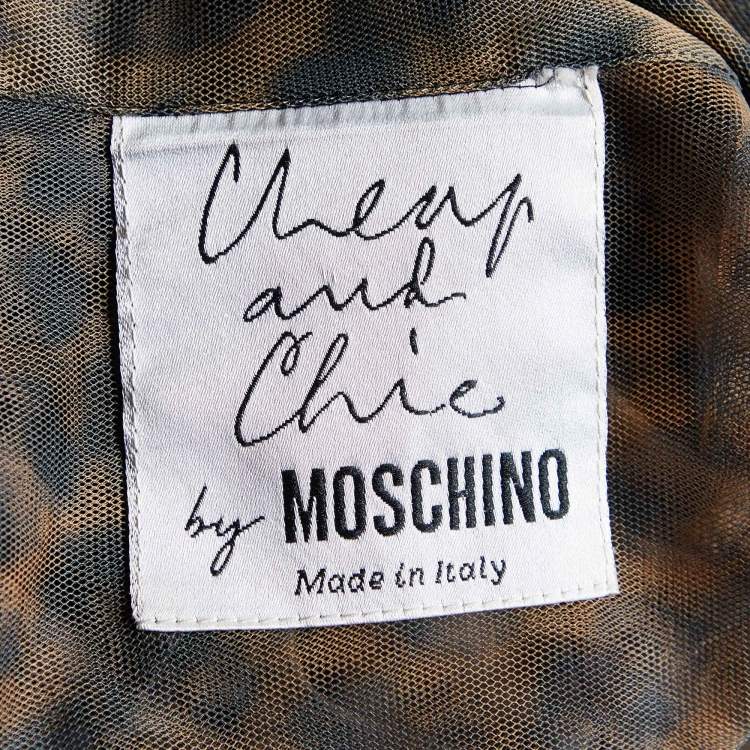 Cheap
and
Chic
by MOSCHINO
Made in Italy